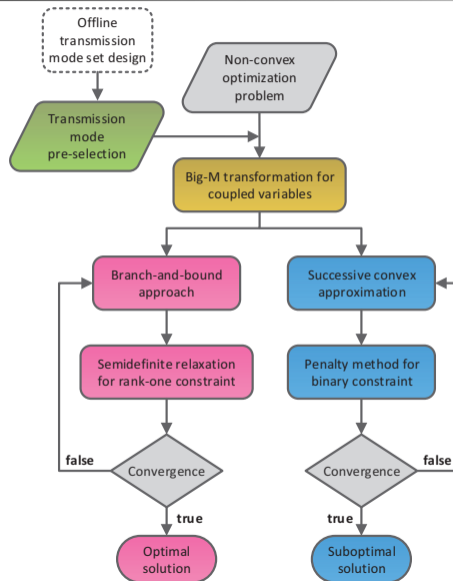 Offline
transmission
mode set design
Non-convex
optimization
problem
Transmission
mode
pre-selection
Big-M transformation for
coupled variables
Branch-and-bound
approach
Successive convex
approximation
Semidefinite relaxation
for rank-one constraint
Penalty method for
binary constraint
false
Convergence
Convergence
false
true
true
Optimal
solution
Suboptimal
solution